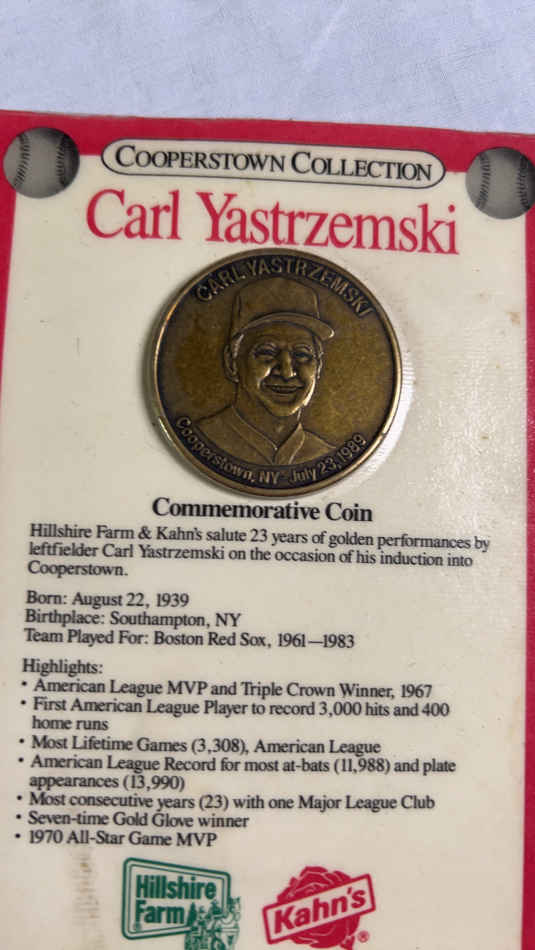 COOPERSTOWN COLLECTION
Carl Yastrzemski
CARL YASTRZEMSKI
Cooperstown, NY - July 23, 1989
Commemorative Coin
Hillshire Farm & Kahn's salute 23 years of golden performances by
leftfielder Carl Yastrzemski on the occasion of his induction into
Cooperstown.
Born: August 22, 1939
Birthplace: Southampton, NY
Team Played For: Boston Red Sox, 1961—1983
Highlights:
• American League MVP and Triple Crown Winner, 1967
• First American League Player to record 3,000 hits and 400
home runs
• Most Lifetime Games (3,308), American League
• American League Record for most at-bats (11,988) and plate
appearances (13,990)
• Most consecutive years (23) with one Major League Club
• Seven-time Gold Glove winner
• 1970 All-Star Game MVP
Hillshire
Farm
Kahn's
®